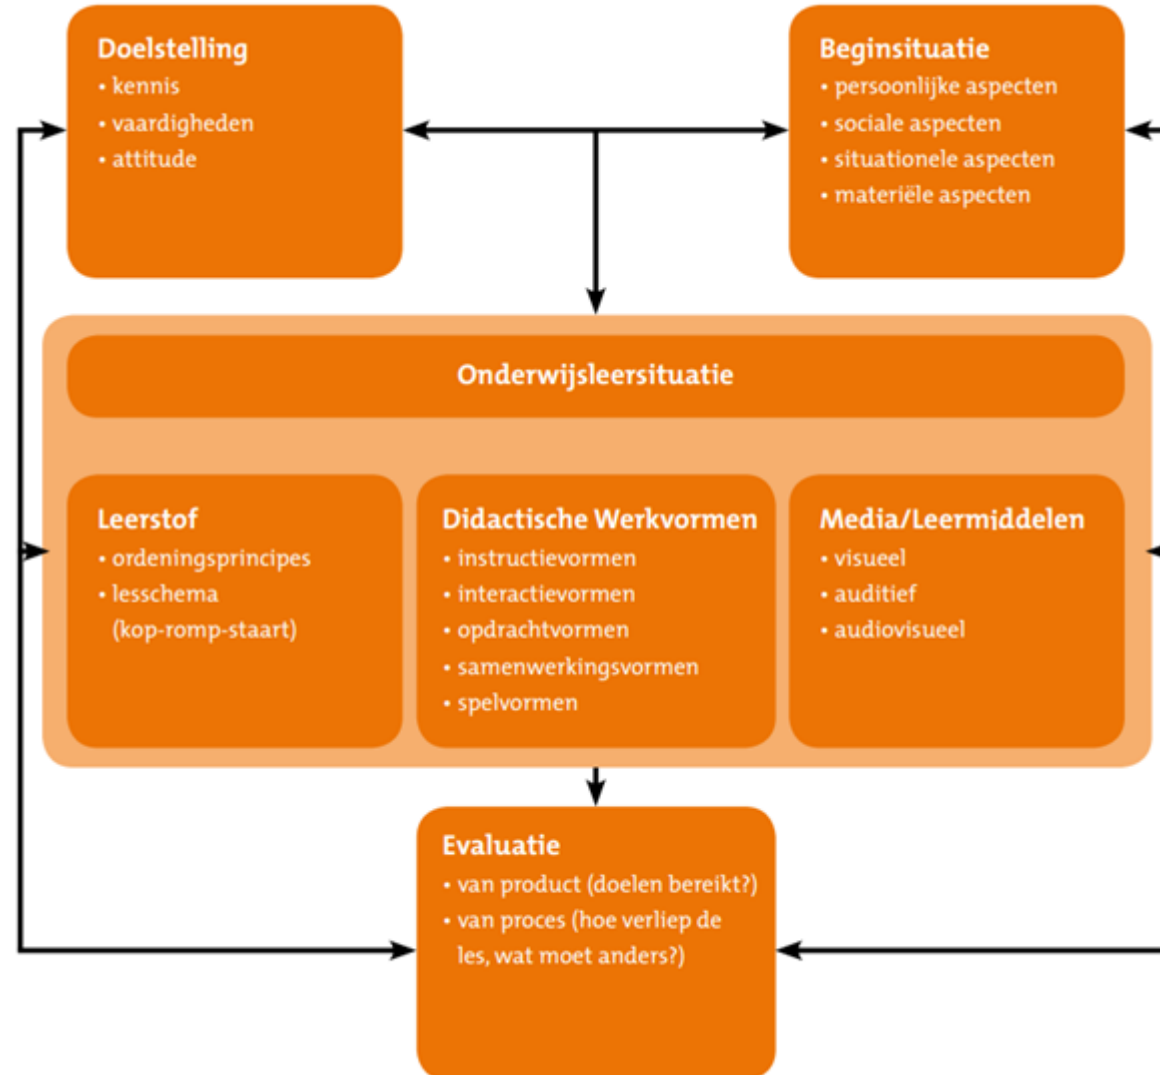 Doelstelling
• kennis
• vaardigheden
• attitude
Beginsituatie
• persoonlijke aspecten
• sociale aspecten
• situationele aspecten
• materiële aspecten
Onderwijsleersituatie
Leerstof
• ordeningsprincipes
• lesschema
(kop-romp-staart)
Didactische Werkvormen
• instructievormen
• interactievormen
• opdrachtvormen
• samenwerkingsvormen
• spelvormen
Media/Leermiddelen
• visueel
• auditief
• audiovisueel
Evaluatie
• van product (doelen bereikt?)
• van proces (hoe verliep de
les, wat moet anders?)